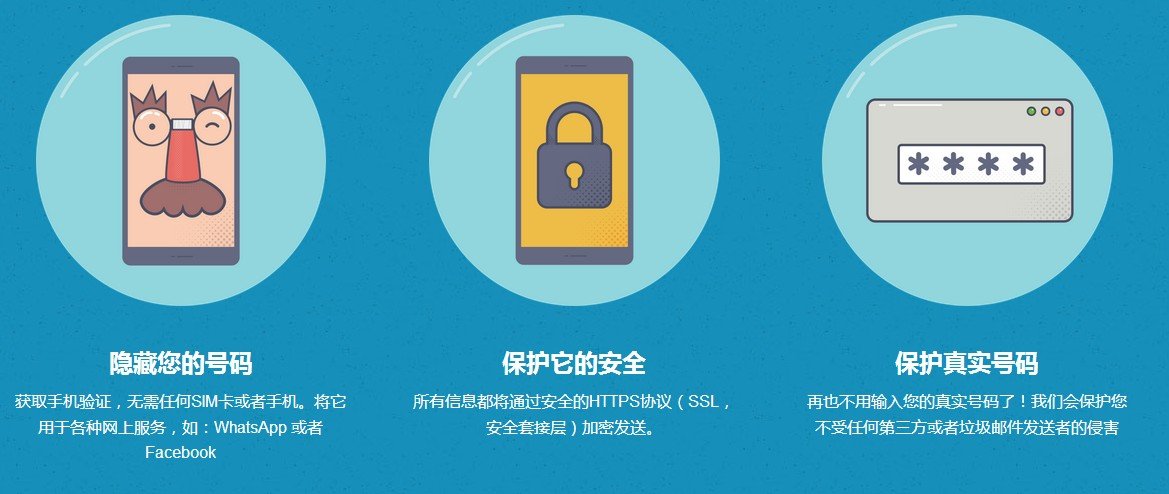 隐藏您的号码
获取手机验证，无需任何SIM卡或者手机。将它
用于各种网上服务，如：WhatsApp 或者
Facebook
保护它的安全
所有信息都将通过安全的HTTPS协议（SSL，
安全套接层）加密发送。
****
保护真实号码
再也不用输入您的真实号码了！我们会保护您
不受任何第三方或者垃圾邮件发送者的侵害